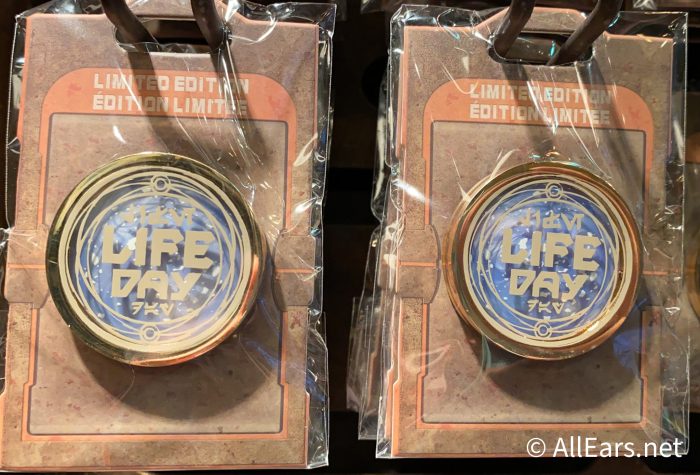 LIMITED EDITION
ÉDITION LIMITÉE
LIFE
DAY
LIMITED EDITION
ÉDITION LIMITÉE
LIFE
DAY
© AllEars.net